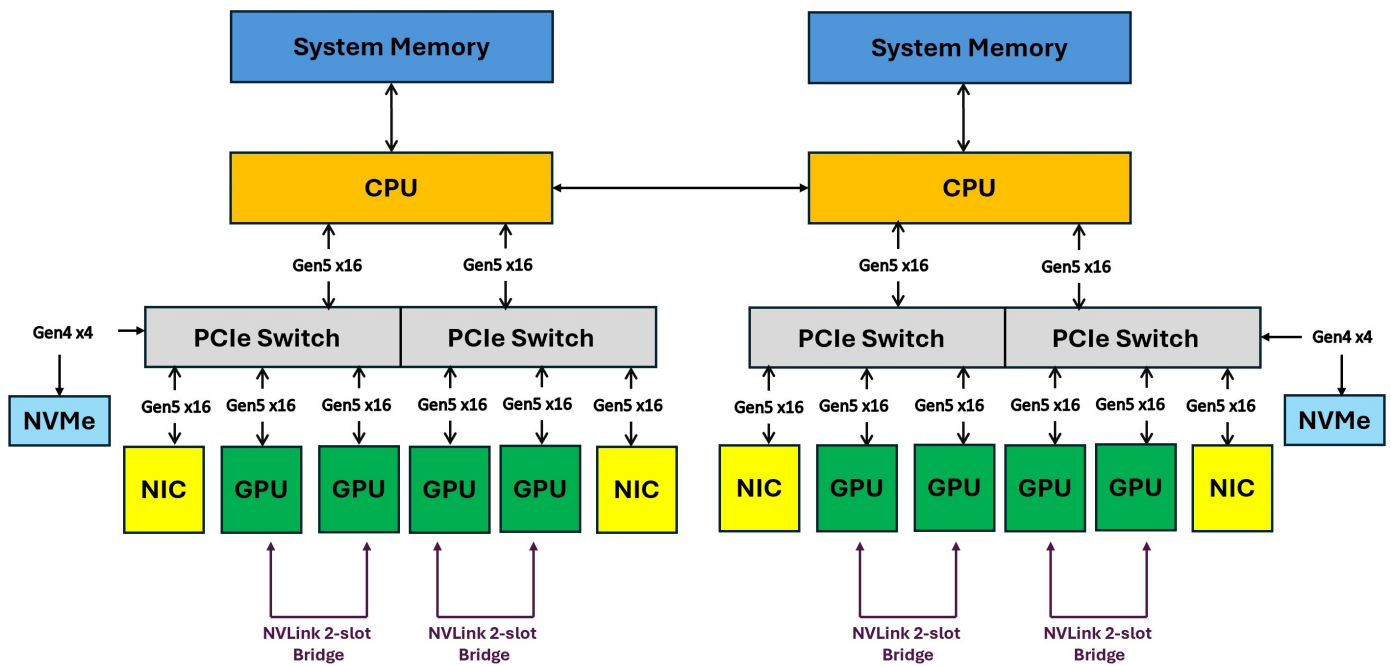 System Memory
System Memory
CPU
CPU
Gen5 x16
Gen5 x16
Gen5 x16
Gen5 x16
Gen4 x4
PCIe Switch
PCIe Switch
PCIe Switch
PCIe Switch
Gen4 x4
Gen5 x16
Gen5 x16
Gen5 x16
Gen5 x16
Gen5 x16
Gen5 x16
Gen5 x16
Gen5 x16
Gen5 x16
Gen5 x16
Gen5 x16
Gen5 x16
NVMe
NVMe
NIC
GPU
GPU
GPU
GPU
NIC
NIC
GPU
GPU
GPU
GPU
NIC
NVLink 2-slot
Bridge
NVLink 2-slot
Bridge
NVLink 2-slot
Bridge
NVLink 2-slot
Bridge